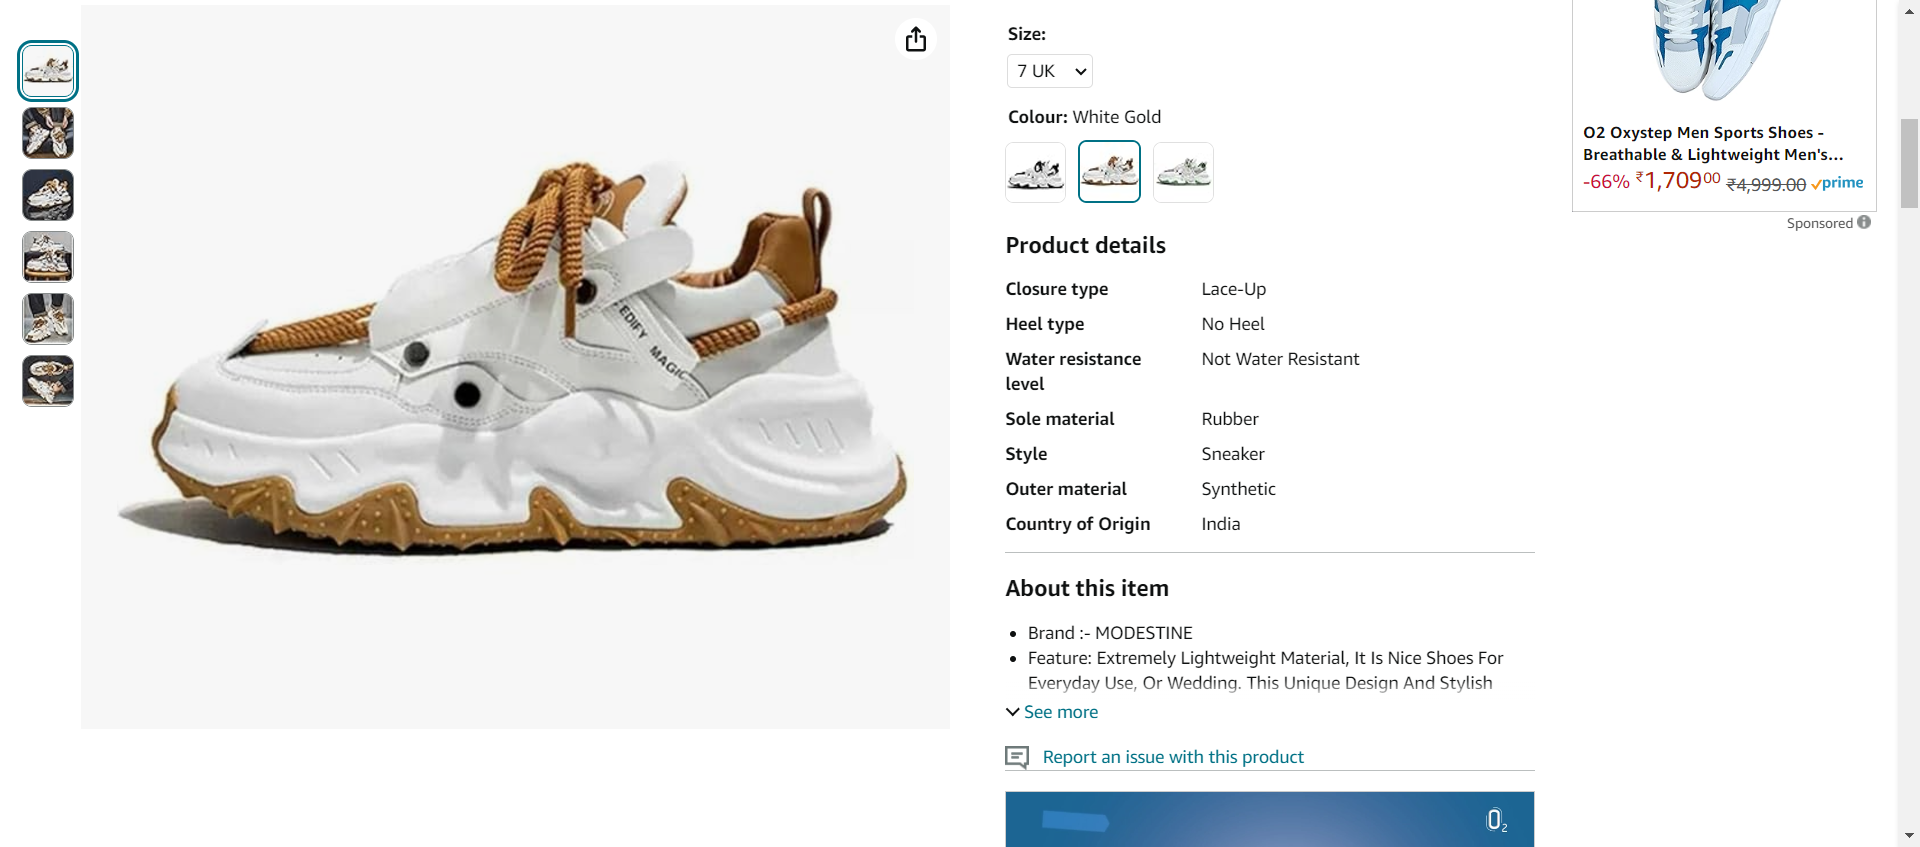 Size:
7 UK
Colour: White Gold
Product details
Closure type Lace-Up
Heel type No Heel
Water resistance level Not Water Resistant
Sole material Rubber
Style Sneaker
Outer material Synthetic
Country of Origin India
About this item
Brand :- MODESTINE
Feature: Extremely Lightweight Material, It Is Nice Shoes For
Everyday Use, Or Wedding. This Unique Design And Stylish
See more
Report an issue with this product
O2
O2 Oxystep Men Sports Shoes -
Breathable & Lightweight Men's...
-66% ₹1,70900 ₹4,999.00 prime
Sponsored
EDIFY MAGIC